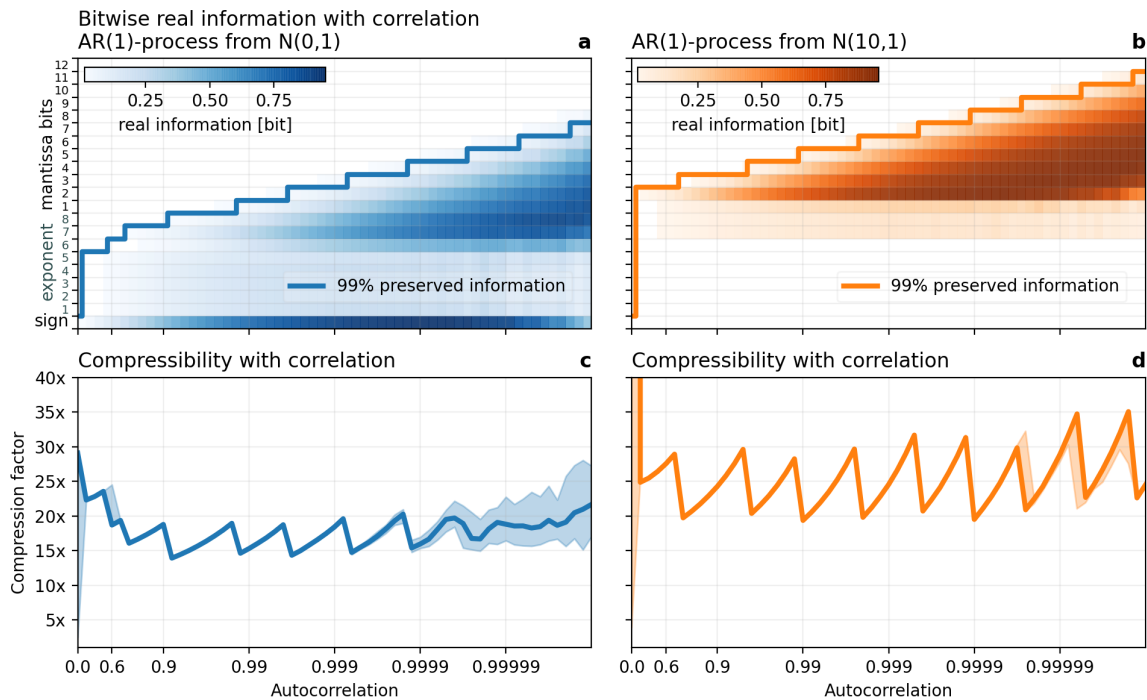 Bitwise real information with correlation
AR(1)-process from N(0,1)
a
12
11
10
9
8
7
6
5
4
3
2
1
mantissa bits
8
7
6
5
4
3
2
1
exponent
sign
0.25 0.50 0.75
real information [bit]
99% preserved information
AR(1)-process from N(10,1)
b
0.25 0.50 0.75
real information [bit]
99% preserved information
Compressibility with correlation
c
40x
35x
30x
25x
20x
15x
10x
5x
Compression factor
0.0 0.6 0.9 0.99 0.999 0.9999 0.99999
Autocorrelation
Compressibility with correlation
d
0.0 0.6 0.9 0.99 0.999 0.9999 0.99999
Autocorrelation